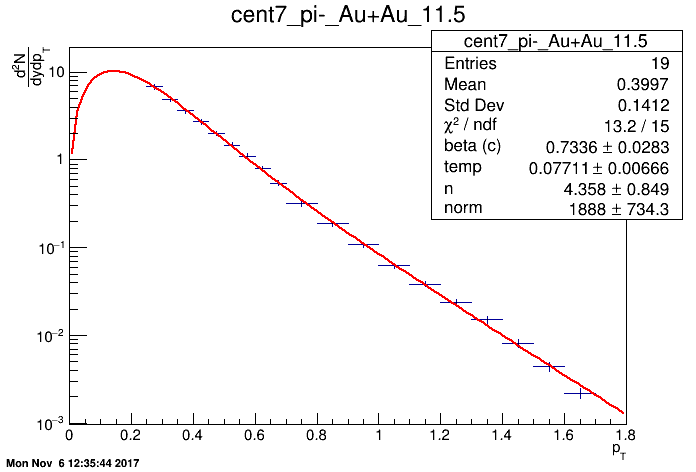 cent7_pi-_Au+Au_11.5
cent7_pi-_Au+Au_11.5
Entries 19
Mean 0.3997
Std Dev 0.1412
χ² / ndf 13.2 / 15
beta (c) 0.7336 ± 0.0283
temp 0.07711 ± 0.00666
n 4.358 ± 0.849
norm 1888 ± 734.3
d²N
dydp_T
10
1
10⁻¹
10⁻²
10⁻³
0 0.2 0.4 0.6 0.8 1 1.2 1.4 1.6 1.8
p_T
Mon Nov 6 12:35:44 2017